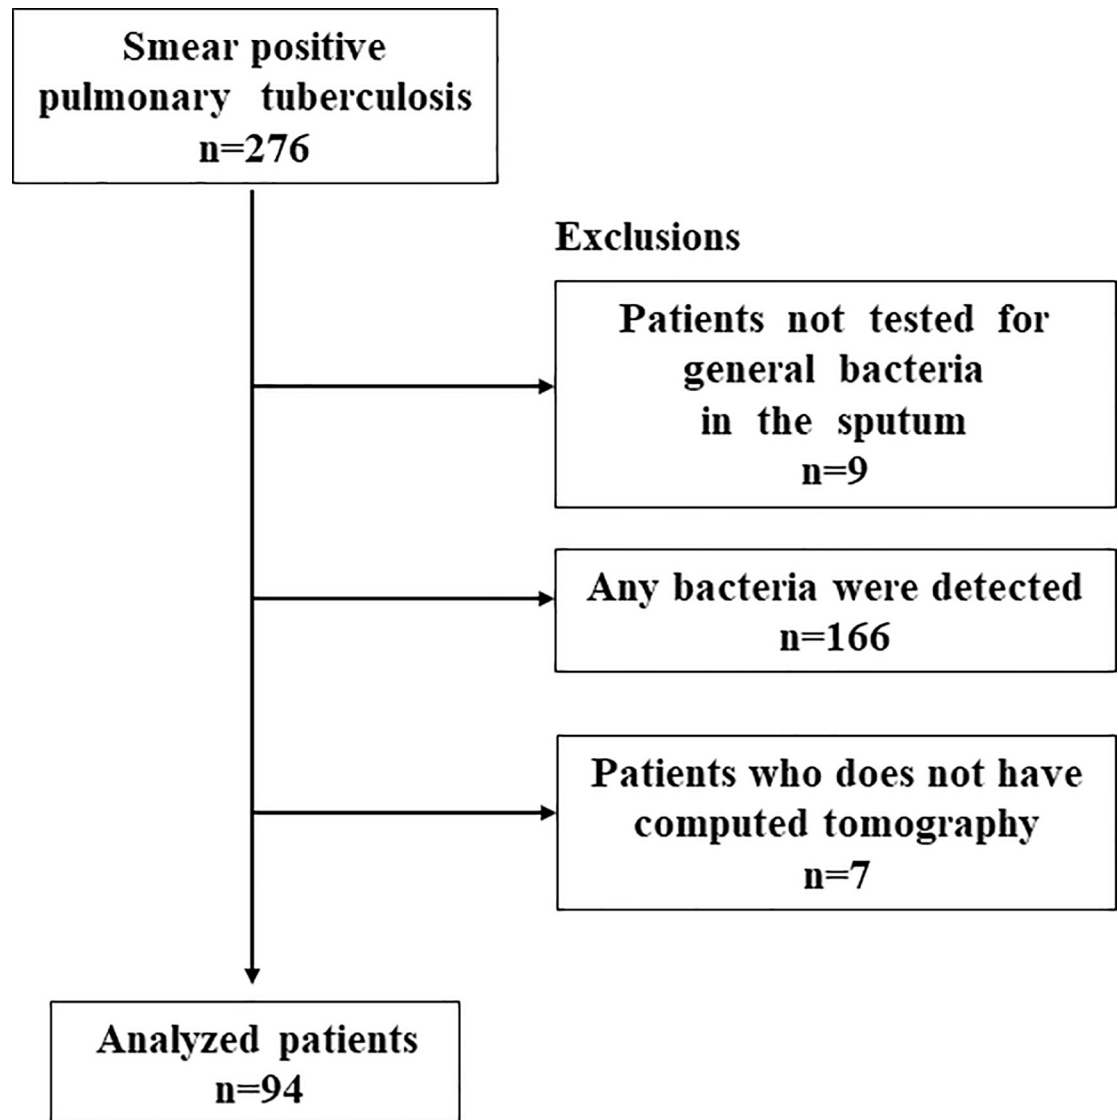 Smear positive
pulmonary tuberculosis
n=276
Exclusions
Patients not tested for
general bacteria
in the sputum
n=9
Any bacteria were detected
n=166
Patients who does not have
computed tomography
n=7
Analyzed patients
n=94